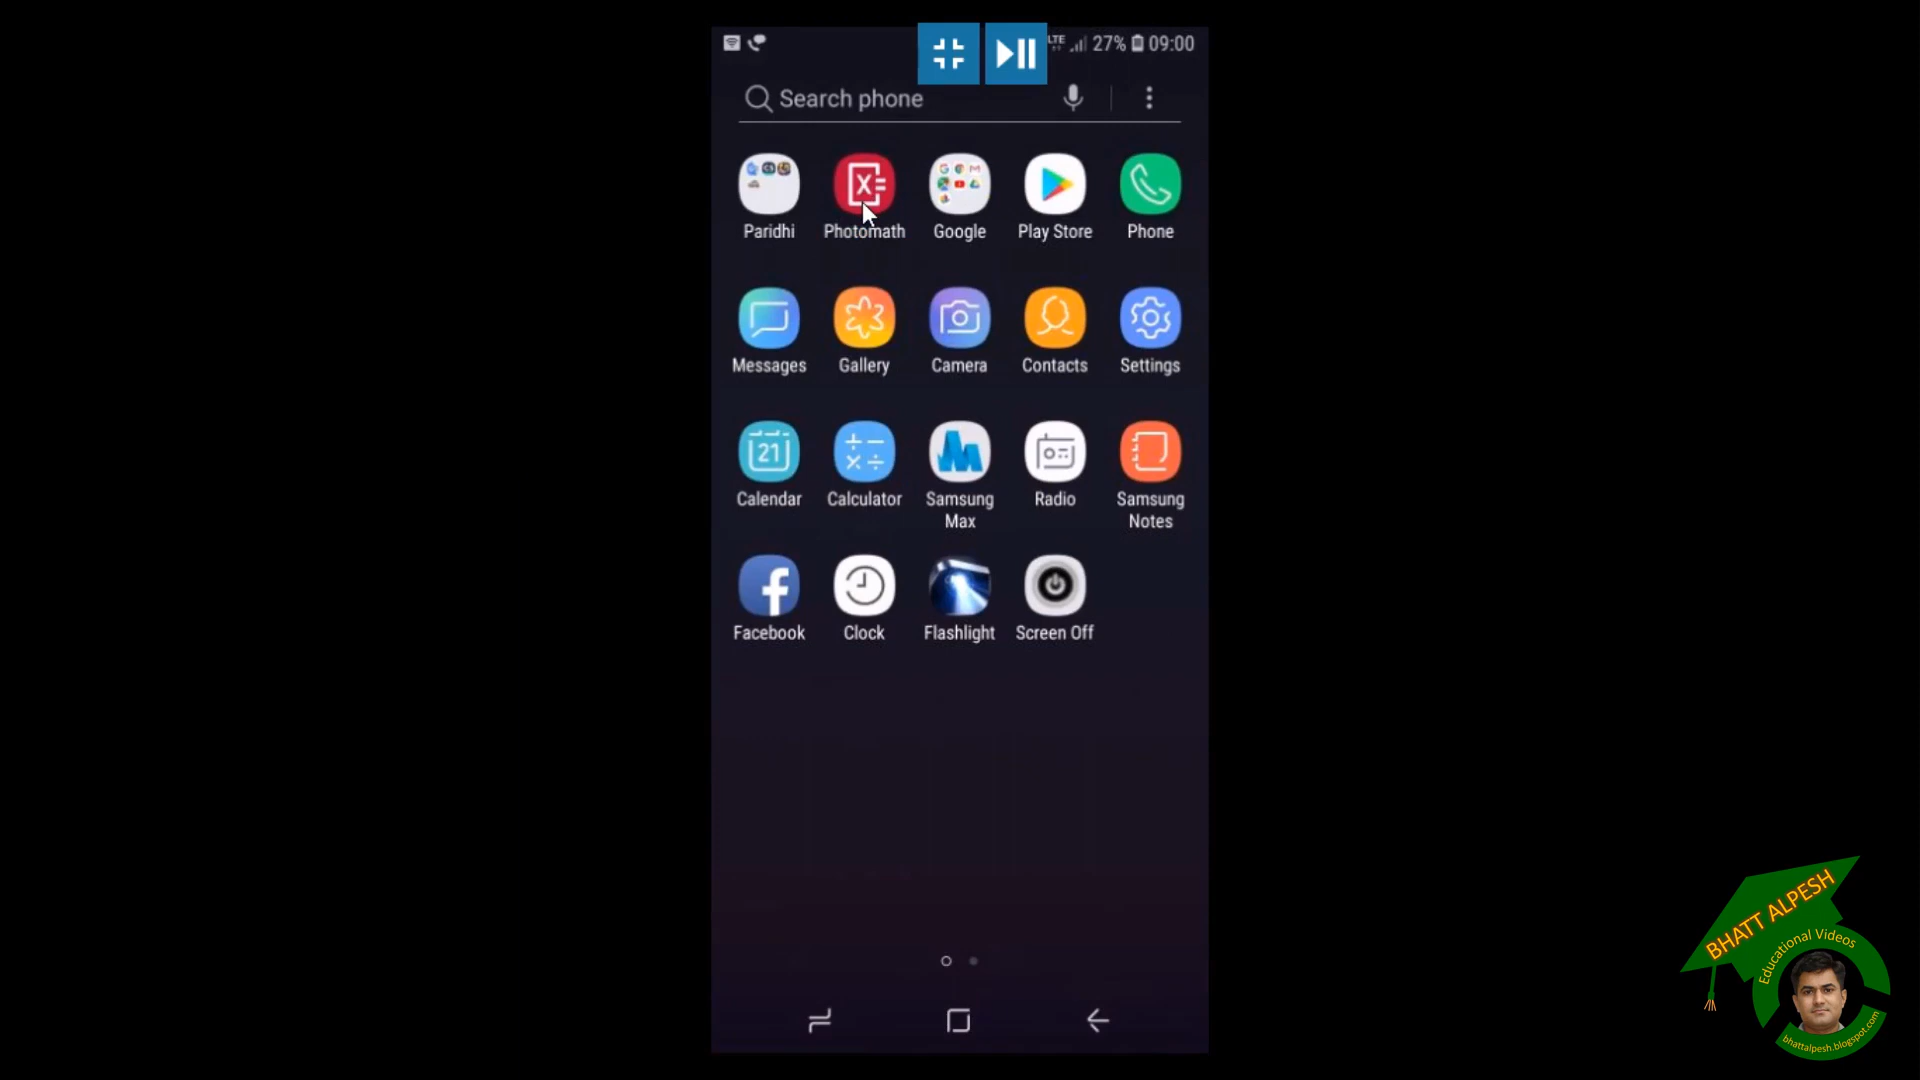 LTE 27% 09:00
Search phone
Paridhi Photomath Google Play Store Phone
Messages Gallery Camera Contacts Settings
21
Calendar Calculator Samsung Max Radio Samsung Notes
Facebook Clock Flashlight Screen Off
BHATT ALPESH
Educational Videos
bhattalpesh.blogspot.com